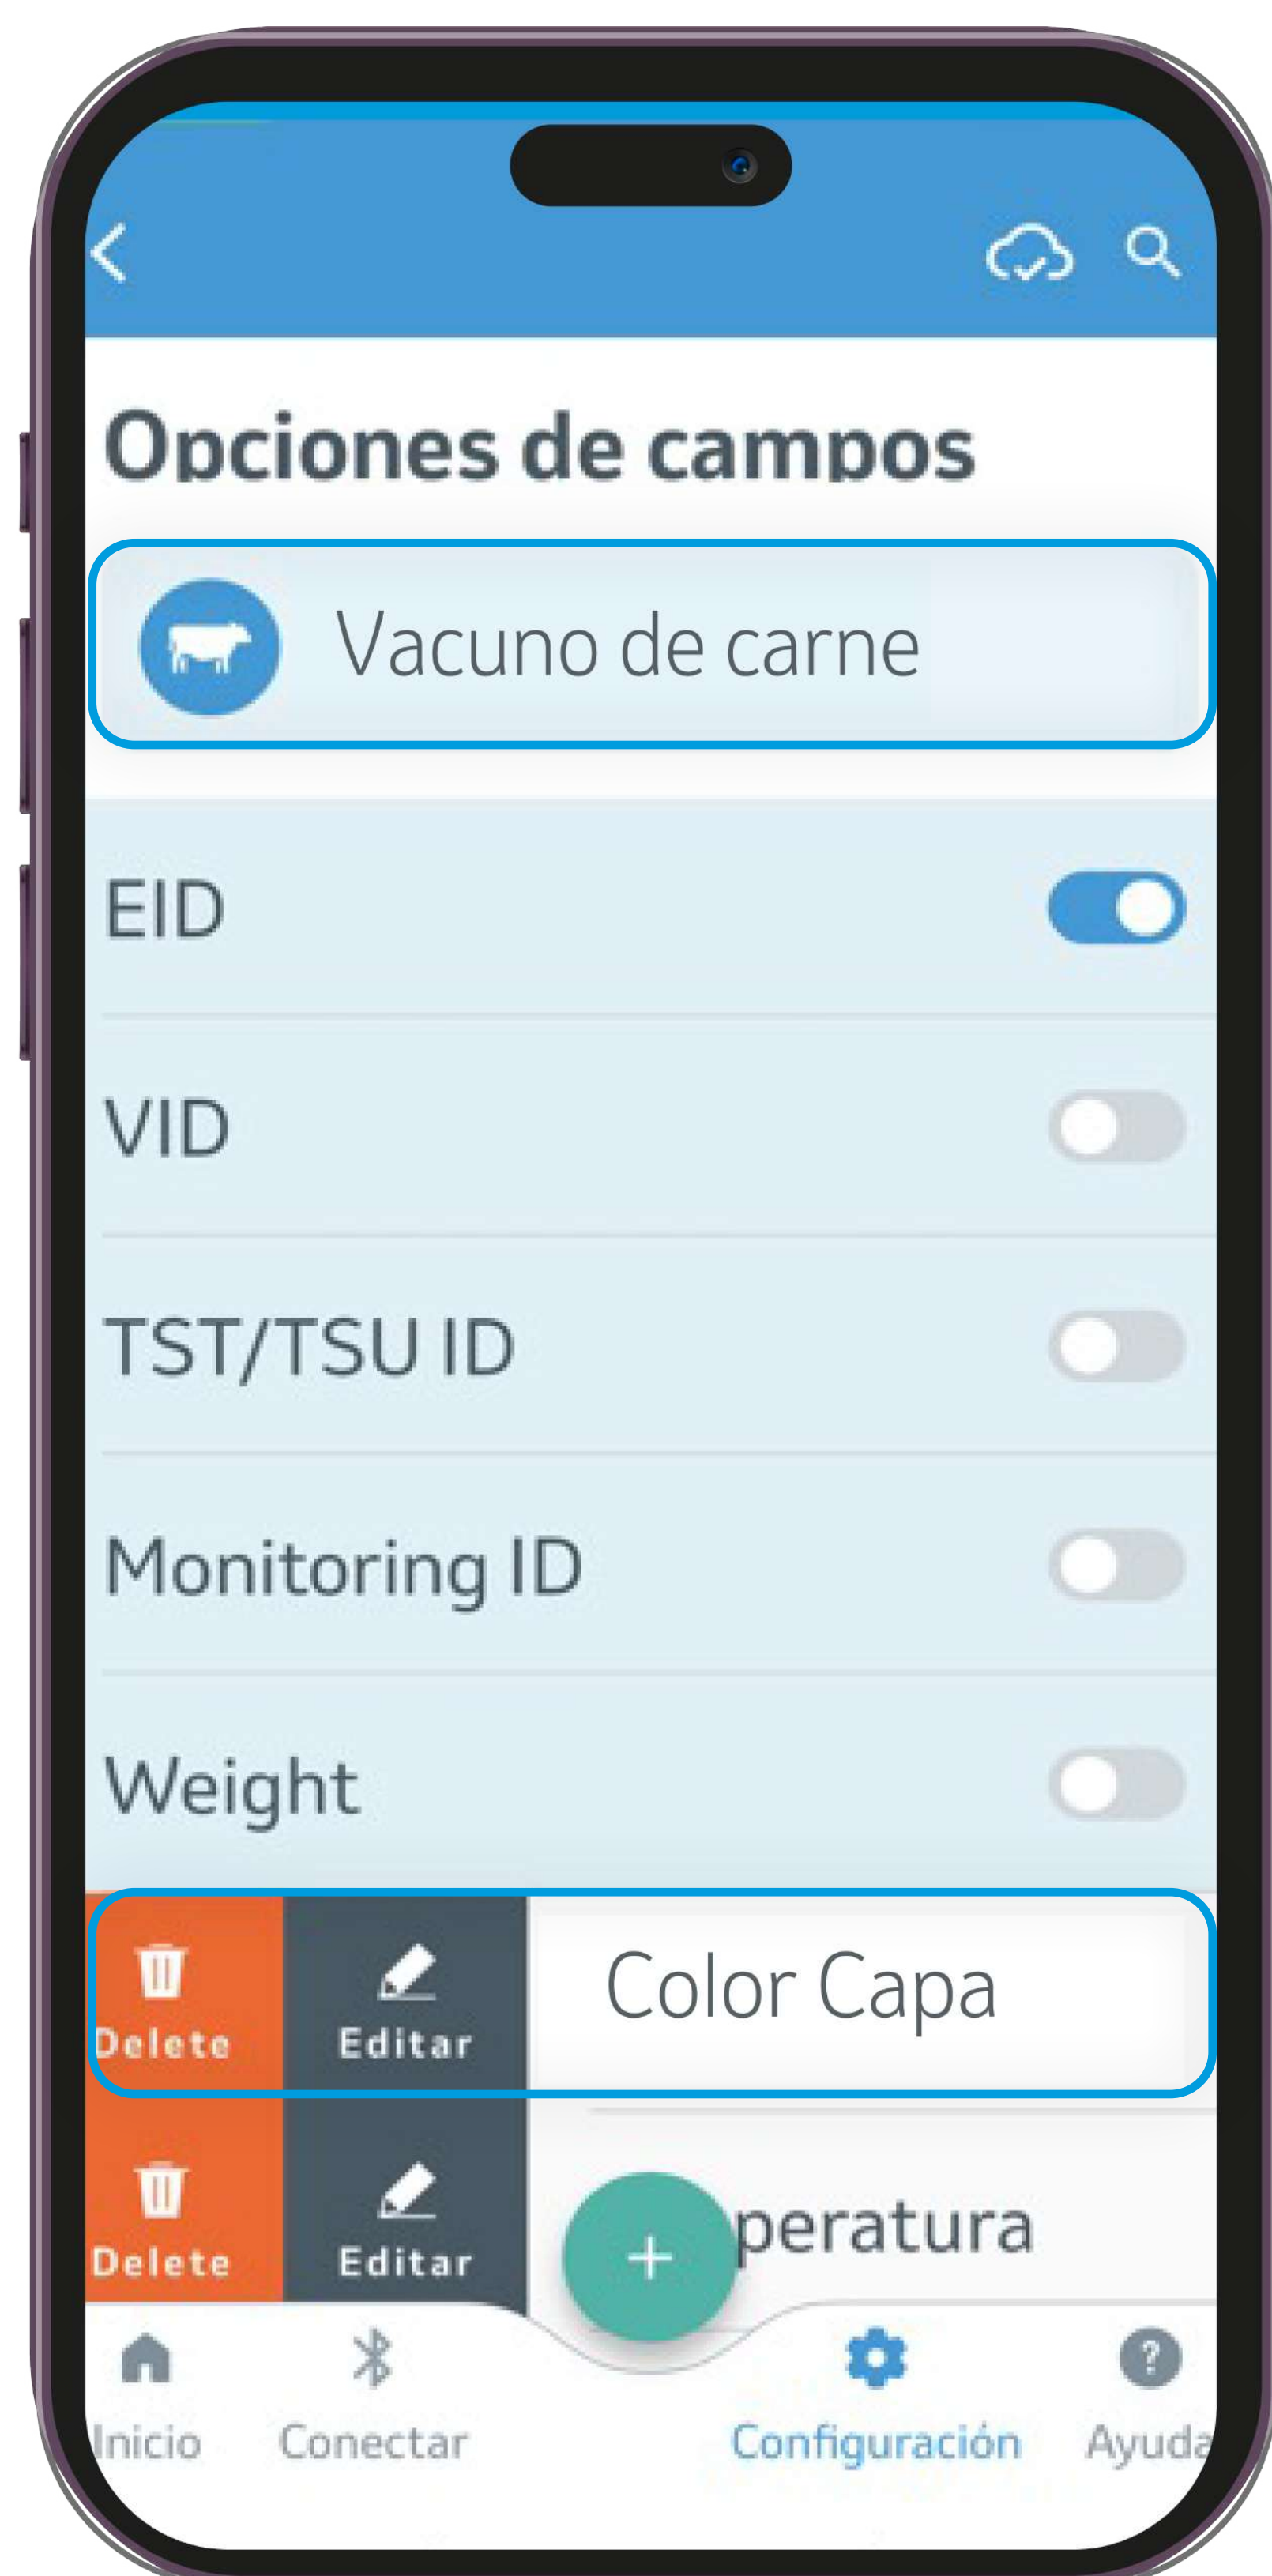 Opciones de campos
Vacuno de carne
EID
VID
TST/TSU ID
Monitoring ID
Weight
Delete Editar Color Capa
Delete Editar peratura
Inicio Conectar Configuración Ayuda